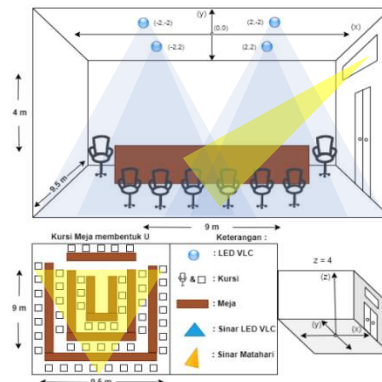 (y)
(-2,-2)
(2,-2)
(x)
(0.0)
(-2.2)
(2.2)
4 m
9,5 m
9 m
Kursi Meja membentuk U
9 m
9,5 m
Keterangan :
: LED VLC
& : Kursi
: Meja
: Sinar LED VLC
: Sinar Matahari
z = 4
(z)
(y)
(x)